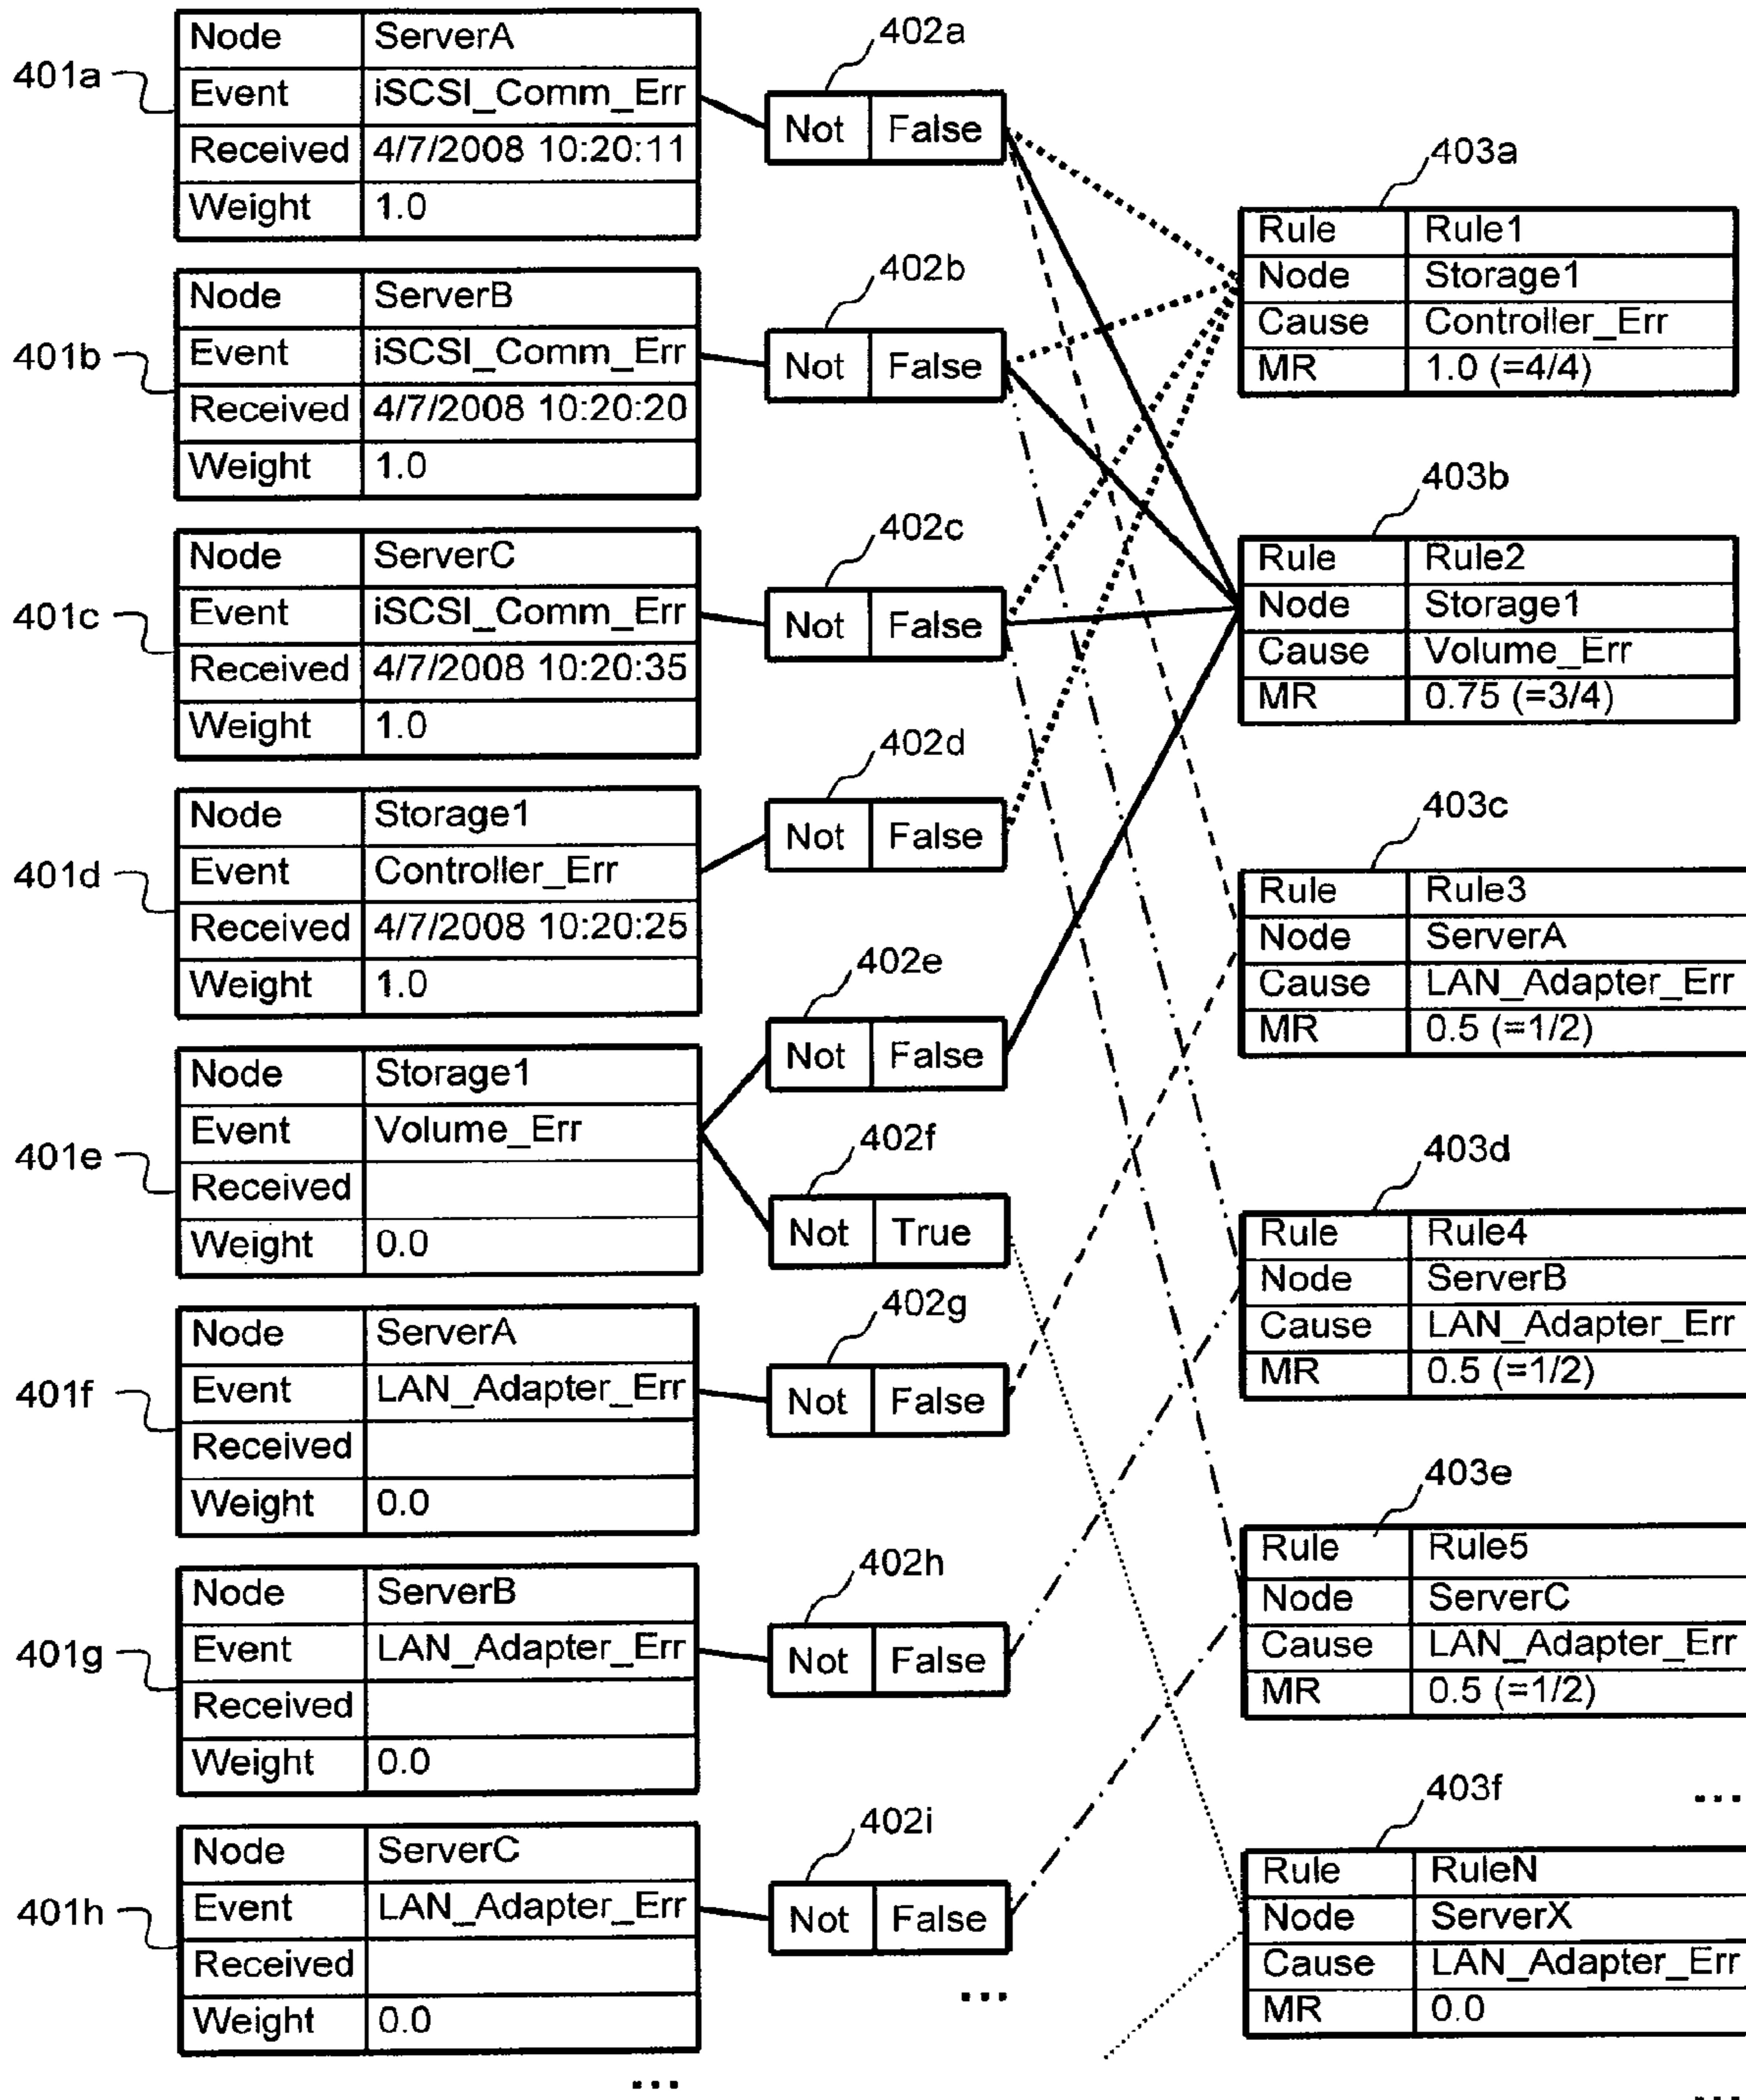 401a
Node ServerA
Event iSCSI_Comm_Err
Received 4/7/2008 10:20:11
Weight 1.0
401b
Node ServerB
Event iSCSI_Comm_Err
Received 4/7/2008 10:20:20
Weight 1.0
401c
Node ServerC
Event iSCSI_Comm_Err
Received 4/7/2008 10:20:35
Weight 1.0
401d
Node Storage1
Event Controller_Err
Received 4/7/2008 10:20:25
Weight 1.0
401e
Node Storage1
Event Volume_Err
Received
Weight 0.0
401f
Node ServerA
Event LAN_Adapter_Err
Received
Weight 0.0
401g
Node ServerB
Event LAN_Adapter_Err
Received
Weight 0.0
401h
Node ServerC
Event LAN_Adapter_Err
Received
Weight 0.0
...
402a
Not False
402b
Not False
402c
Not False
402d
Not False
402e
Not False
402f
Not True
402g
Not False
402h
Not False
402i
Not False
...
403a
Rule Rule1
Node Storage1
Cause Controller_Err
MR 1.0 (=4/4)
403b
Rule Rule2
Node Storage1
Cause Volume_Err
MR 0.75 (=3/4)
403c
Rule Rule3
Node ServerA
Cause LAN_Adapter_Err
MR 0.5 (=1/2)
403d
Rule Rule4
Node ServerB
Cause LAN_Adapter_Err
MR 0.5 (=1/2)
403e
Rule Rule5
Node ServerC
Cause LAN_Adapter_Err
MR 0.5 (=1/2)
...
403f
Rule RuleN
Node ServerX
Cause LAN_Adapter_Err
MR 0.0
...